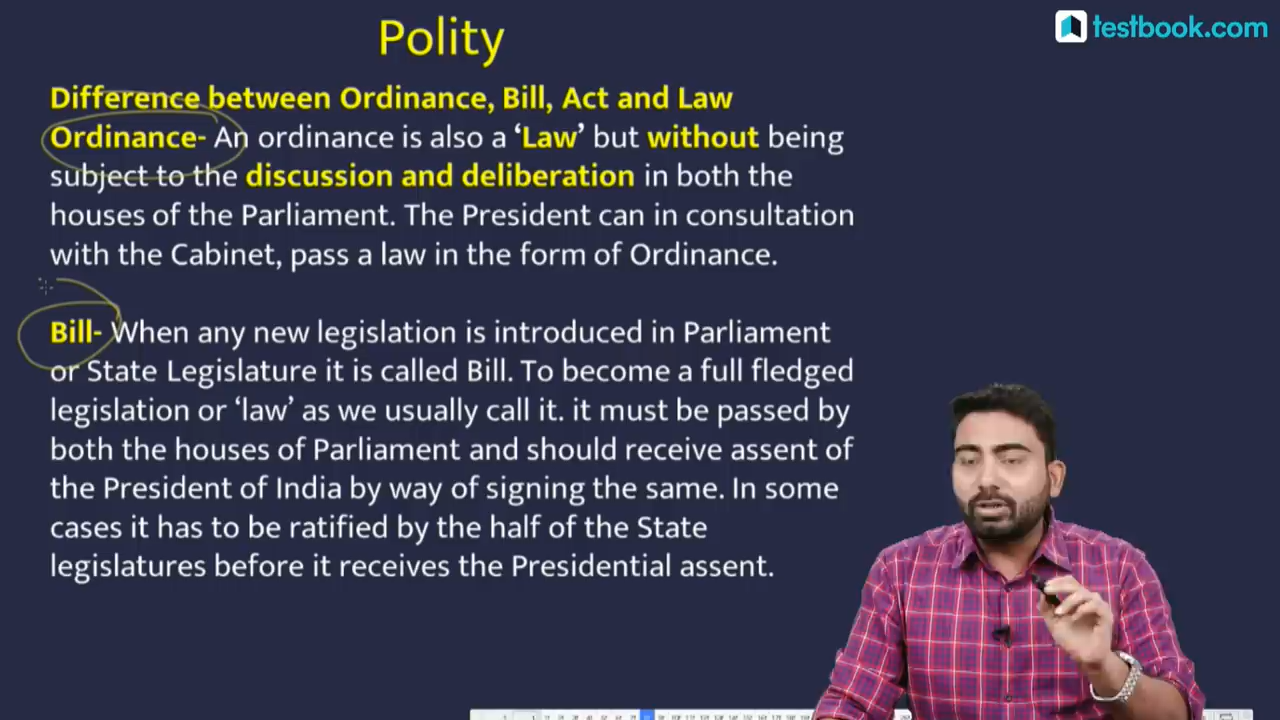 Polity
testbook.com
Difference between Ordinance, Bill, Act and Law
Ordinance- An ordinance is also a ‘Law’ but without being
subject to the discussion and deliberation in both the
houses of the Parliament. The President can in consultation
with the Cabinet, pass a law in the form of Ordinance.
Bill- When any new legislation is introduced in Parliament
or State Legislature it is called Bill. To become a full fledged
legislation or ‘law’ as we usually call it. it must be passed by
both the houses of Parliament and should receive assent of
the President of India by way of signing the same. In some
cases it has to be ratified by the half of the State
legislatures before it receives the Presidential assent.